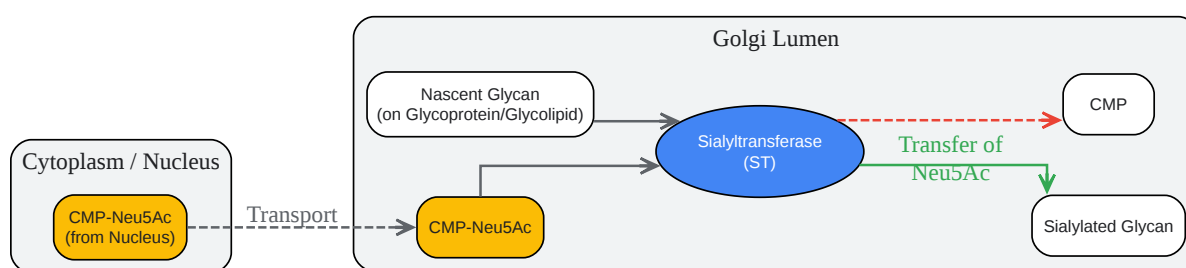 Golgi Lumen
Nascent Glycan
(on Glycoprotein/Glycolipid)
CMP
Sialyltransferase
(ST)
Transfer of
Neu5Ac
Cytoplasm / Nucleus
CMP-Neu5Ac
(from Nucleus)
Transport
CMP-Neu5Ac
Sialylated Glycan